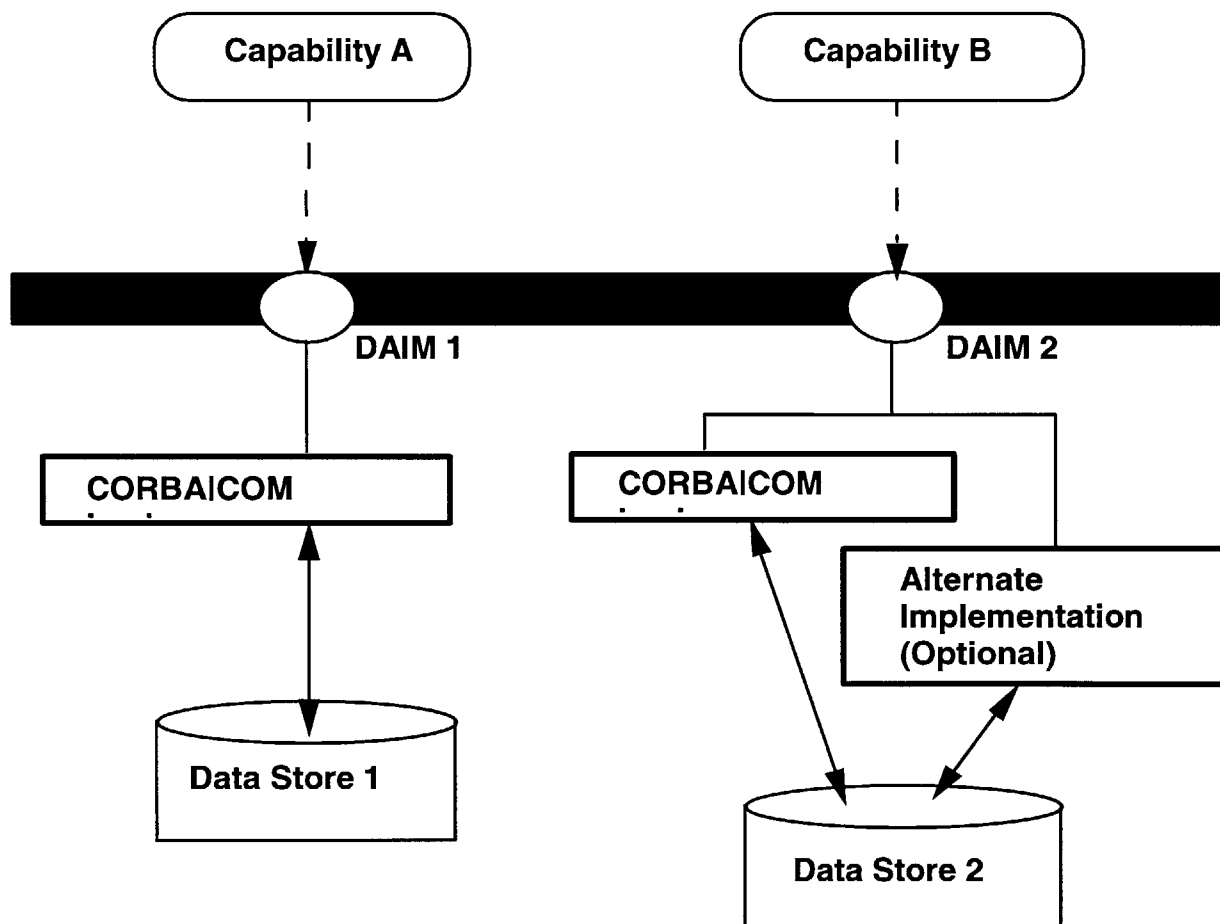 Capability A
Capability B
DAIM 1
DAIM 2
CORBA|COM
CORBA|COM
Alternate
Implementation
(Optional)
Data Store 1
Data Store 2